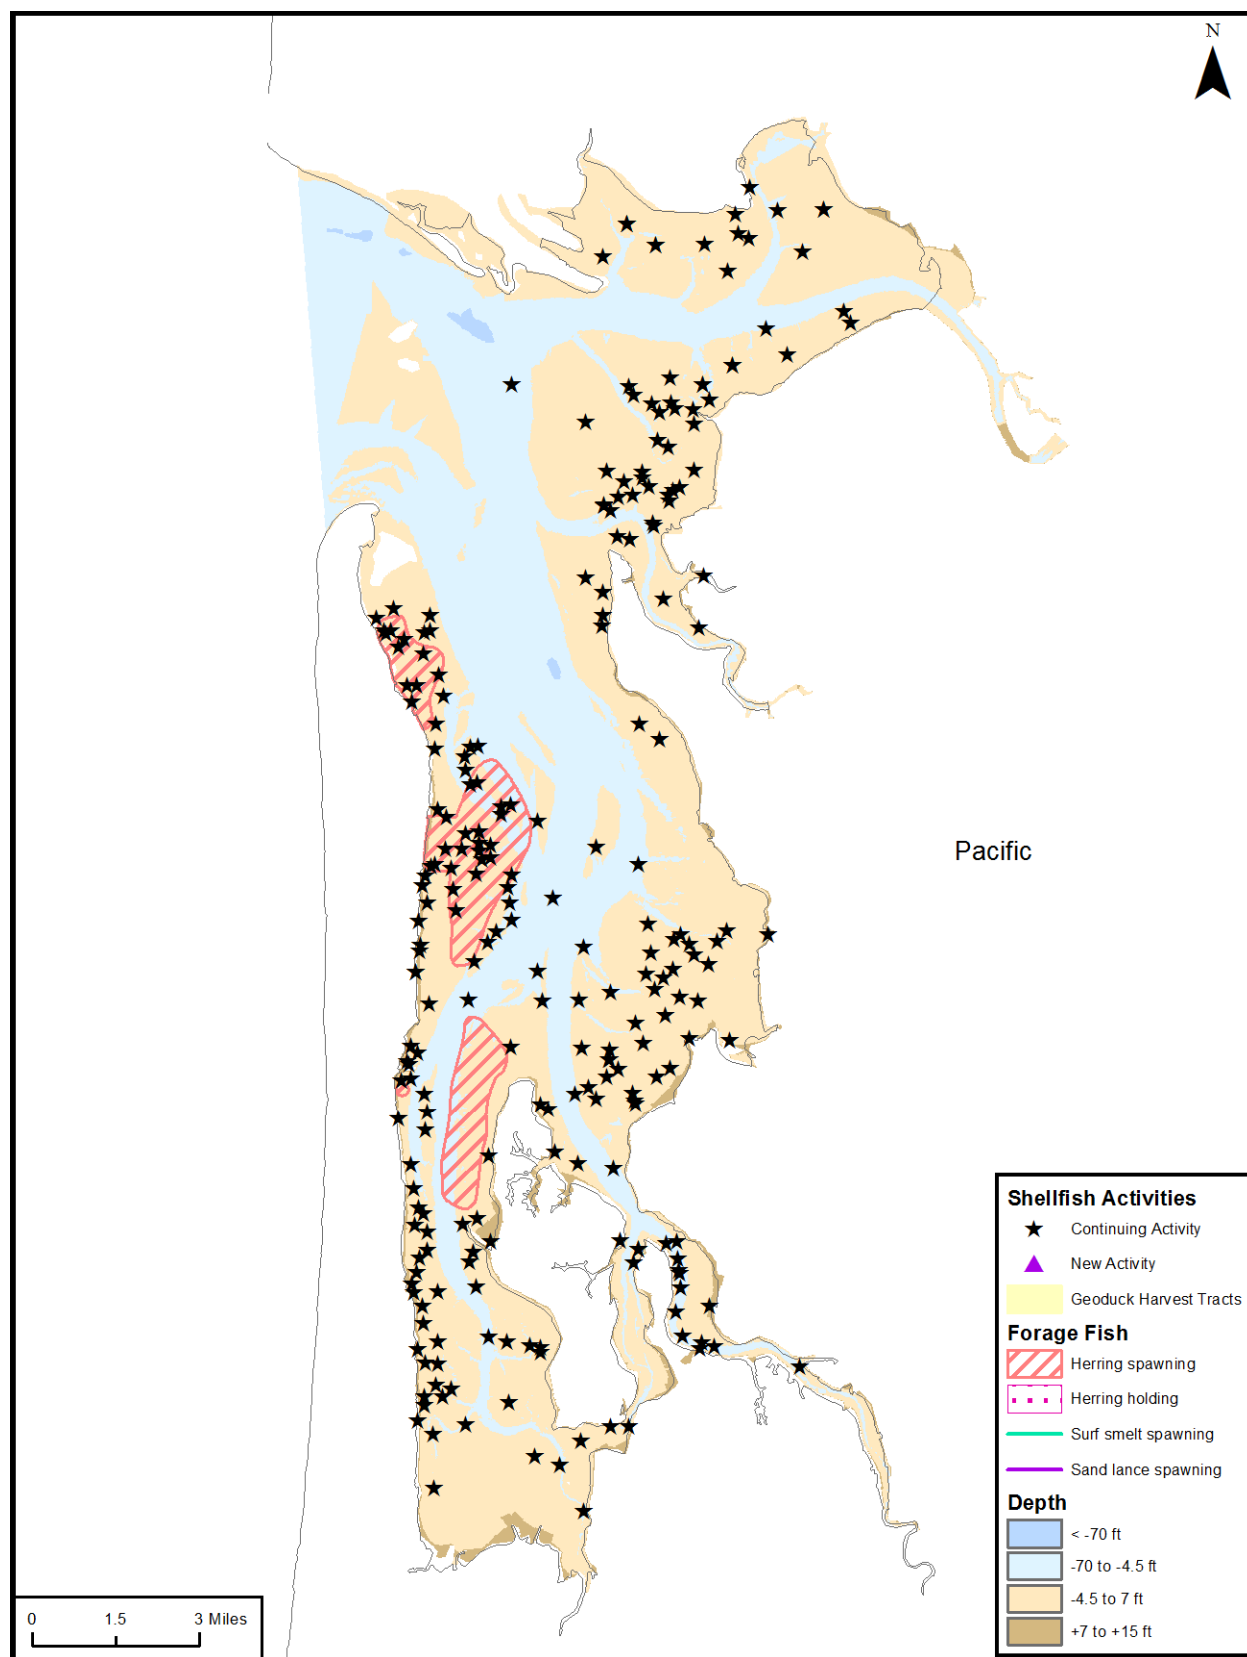 N
Pacific
Shellfish Activities
Continuing Activity
New Activity
Geoduck Harvest Tracts
Forage Fish
Herring spawning
Herring holding
Surf smelt spawning
Sand lance spawning
Depth
< -70 ft
-70 to -4.5 ft
-4.5 to 7 ft
+7 to +15 ft
0 1.5 3 Miles